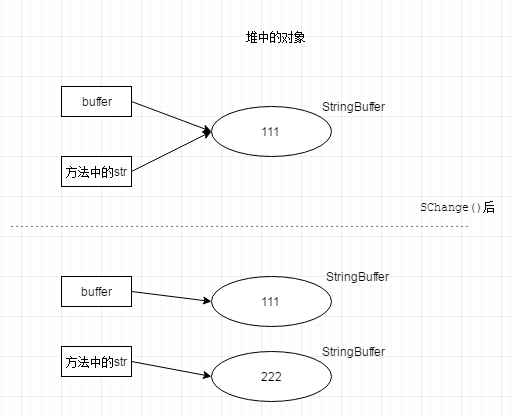 堆中的对象
buffer
StringBuffer
111
方法中的str
SChange()后
buffer
StringBuffer
111
方法中的str
StringBuffer
222